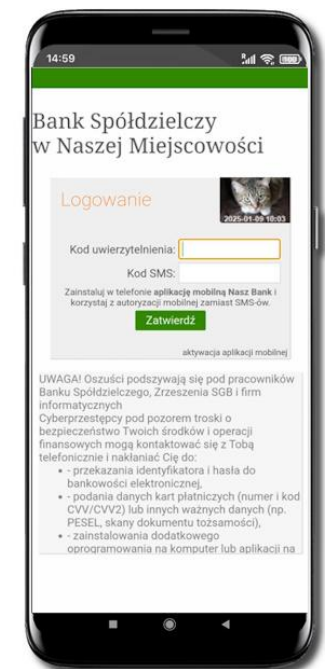 14:59
Bank Spółdzielczy
w Naszej Miejscowości
Logowanie
2025-01-09 10:03
Kod uwierzytelnienia:
Kod SMS:
Zainstaluj w telefonie aplikację mobilną Nasz Bank i
korzystaj z autoryzacji mobilnej zamiast SMS-ów.
Zatwierdź
aktywacja aplikacji mobilnej
UWAGA! Oszuści podszywają się pod pracowników
Banku Spółdzielczego, Zrzeszenia SGB i firm
informatycznych
Cyberprzestępcy pod pozorem troski o
bezpieczeństwo Twoich środków i operacji
finansowych mogą kontaktować się z Tobą
telefonicznie i nakłaniać Cię do:
• - przekazania identyfikatora i hasła do
bankowości elektronicznej,
• - podania danych kart płatniczych (numer i kod
CVV/CVV2) lub innych ważnych danych (np.
PESEL, skany dokumentu tożsamości),
• - zainstalowania dodatkowego
oprogramowania na komputer lub aplikacji na